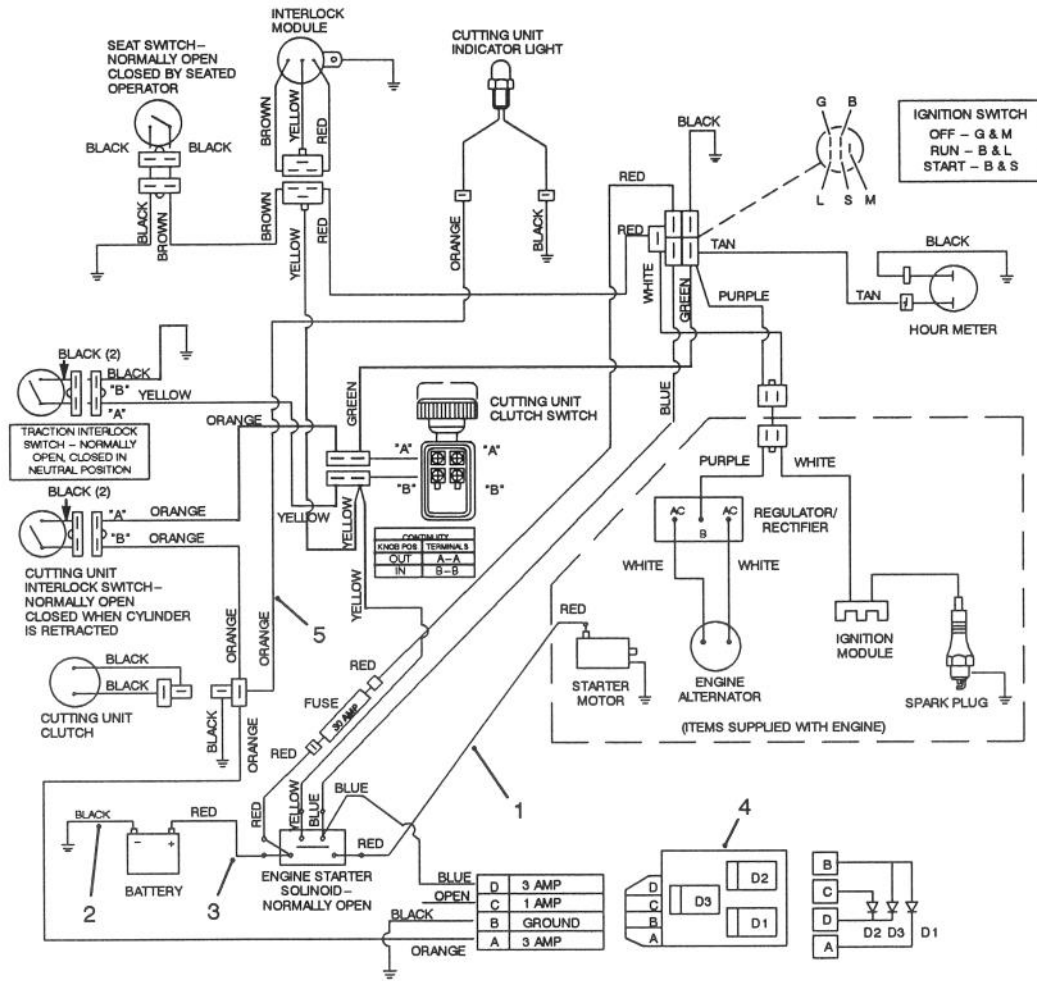 INTERLOCK
MODULE
SEAT SWITCH–
NORMALLY OPEN
CLOSED BY SEATED
OPERATOR
CUTTING UNIT
INDICATOR LIGHT
G B
L S M
IGNITION SWITCH
OFF – G & M
RUN – B & L
START – B & S
BLACK
BLACK
BLACK
BROWN
BROWN
YELLOW
RED
BROWN
YELLOW
RED
ORANGE
BLACK
BLACK
RED
RED
WHITE
GREEN
TAN
PURPLE
BLACK
TAN
HOUR METER
BLACK (2)
BLACK
"B"
YELLOW
"A"
TRACTION INTERLOCK
SWITCH – NORMALLY
OPEN, CLOSED IN
NEUTRAL POSITION
ORANGE
GREEN
CUTTING UNIT
CLUTCH SWITCH
"A"
"A"
"B"
"B"
BLUE
YELLOW
YELLOW
YELLOW
CONTINUITY
KNOB POS TERMINALS
OUT A–A
IN B–B
BLACK (2)
"A"
ORANGE
"B"
ORANGE
CUTTING UNIT
INTERLOCK SWITCH–
NORMALLY OPEN
CLOSED WHEN CYLINDER
IS RETRACTED
ORANGE
ORANGE
5
PURPLE
WHITE
AC
AC
B
REGULATOR/
RECTIFIER
WHITE
WHITE
RED
STARTER
MOTOR
ENGINE
ALTERNATOR
IGNITION
MODULE
SPARK PLUG
(ITEMS SUPPLIED WITH ENGINE)
BLACK
BLACK
CUTTING UNIT
CLUTCH
BLACK
ORANGE
FUSE
30 AMP
RED
RED
1
BLACK
RED
– +
BATTERY
2
3
RED
YELLOW
BLUE
BLUE
RED
ENGINE STARTER
SOLINOID–
NORMALLY OPEN
BLUE
OPEN
BLACK
ORANGE
D 3 AMP
C 1 AMP
B GROUND
A 3 AMP
4
D
C
B
A
D3
D2
D1
B
C
D
A
D2 D3 D1